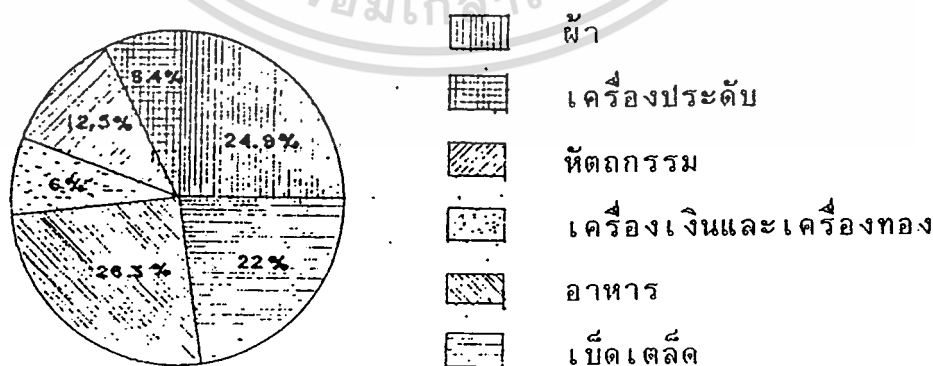 ผ้า
8.4%
เครื่องประดับ
12.5%
24.9%
หัตถกรรม
6%
เครื่องเงินและเครื่องทอง
26.3%
22%
อาหาร
เบ็ดเตล็ด